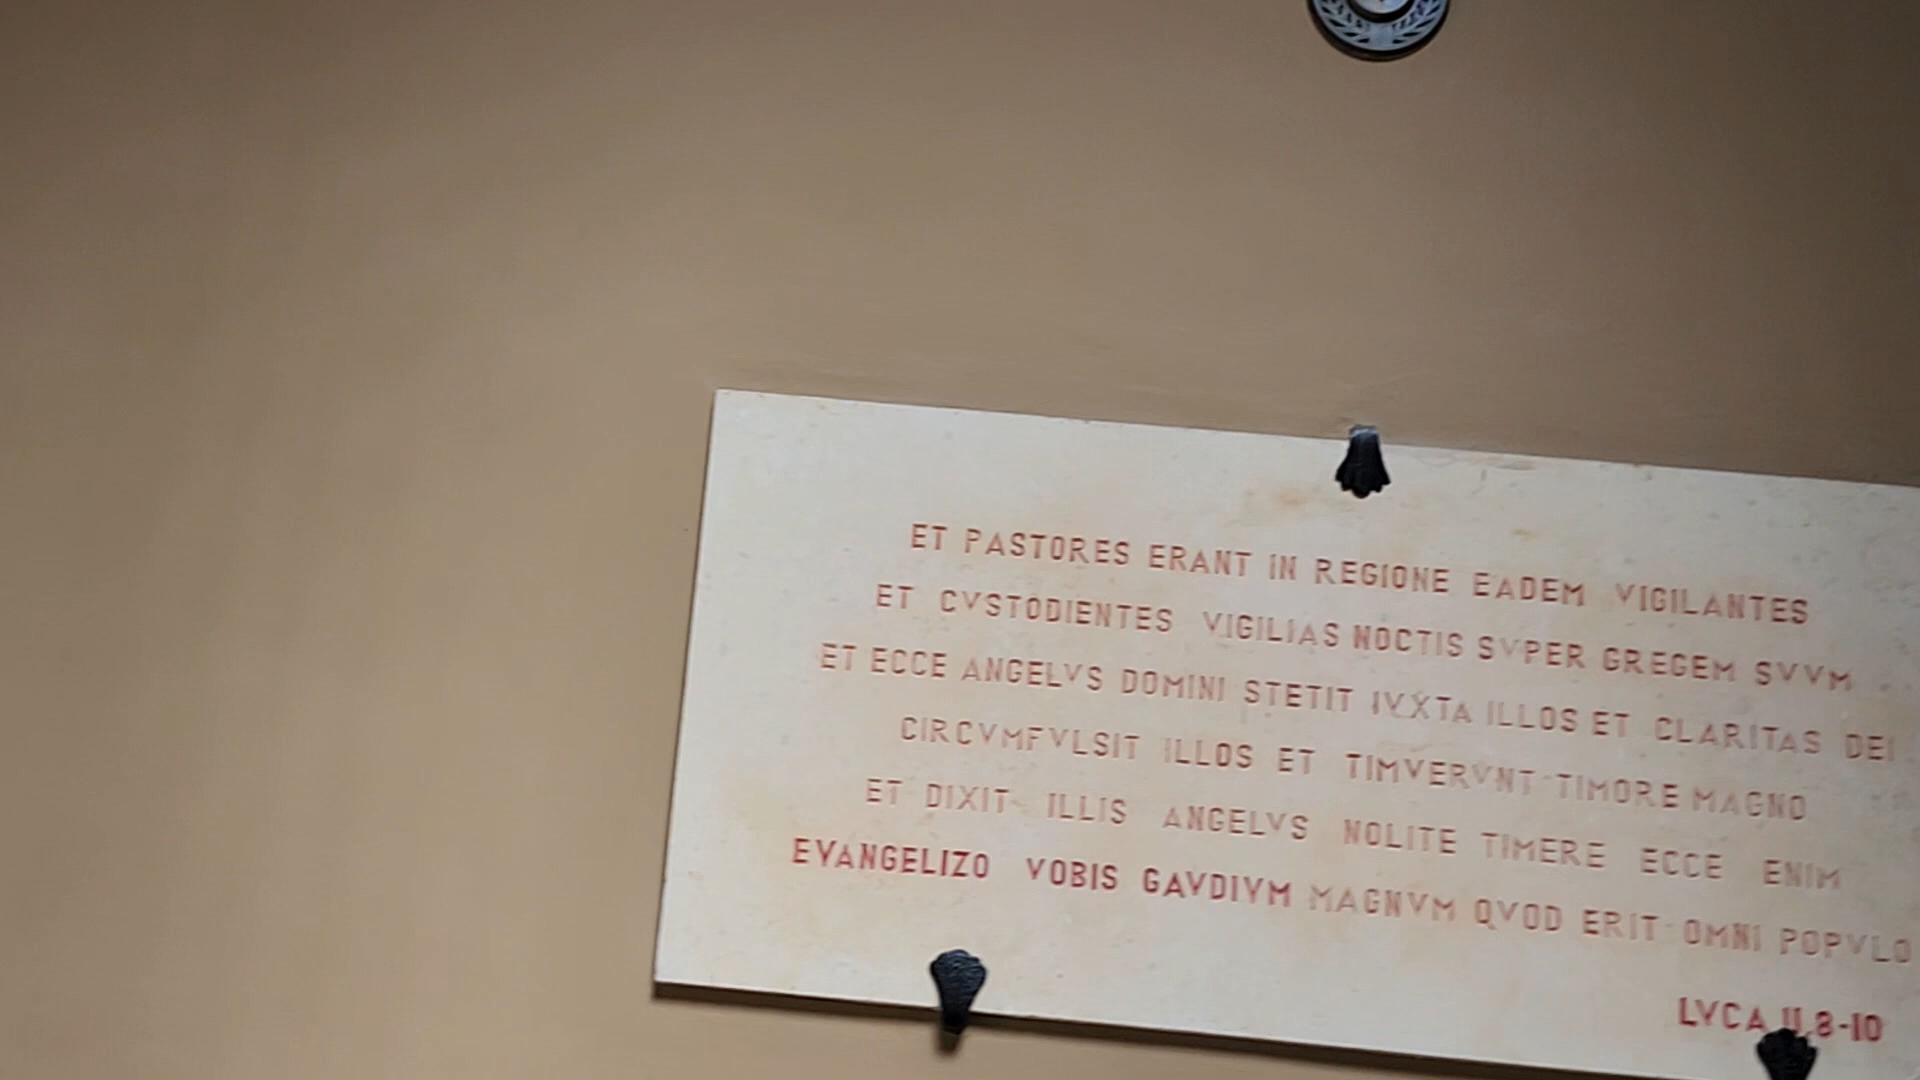 ET PASTORES ERANT IN REGIONE EADEM VIGILANTES
ET CVSTODIENTES VIGILIAS NOCTIS SVPER GREGEM SVVM
ET ECCE ANGELVS DOMINI STETIT IVXTA ILLOS ET CLARITAS DEI
CIRCVMFVLSIT ILLOS ET TIMVERVNT TIMORE MAGNO
ET DIXIT ILLIS ANGELVS NOLITE TIMERE ECCE ENIM
EVANGELIZO VOBIS GAVDIVM MAGNVM QVOD ERIT OMNI POPVLO
LVCA II,8-10